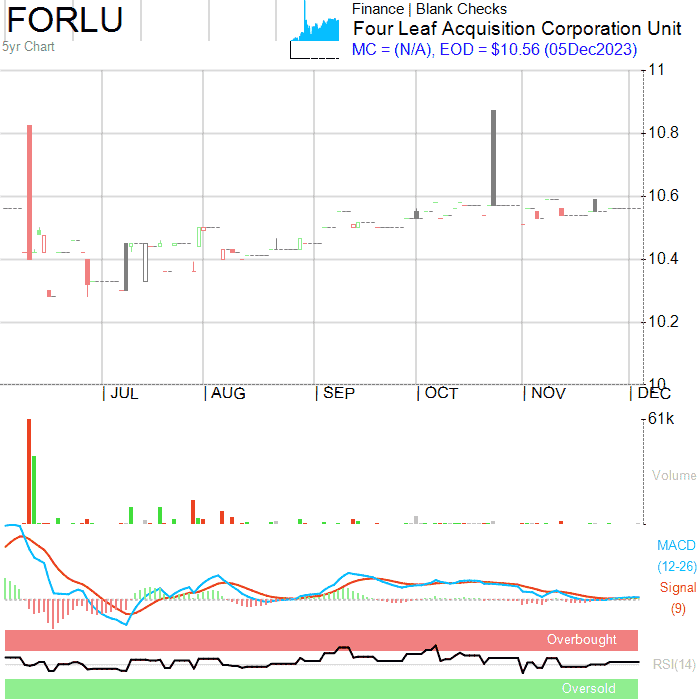 FORLU
5yr Chart
Finance | Blank Checks
Four Leaf Acquisition Corporation Unit
MC = (N/A), EOD = $10.56 (05Dec2023)
11
10.8
10.6
10.4
10.2
10
| JUL | AUG | SEP | OCT | NOV | DEC
61k
Volume
MACD
(12-26)
Signal
(9)
Overbought
RSI(14)
Oversold